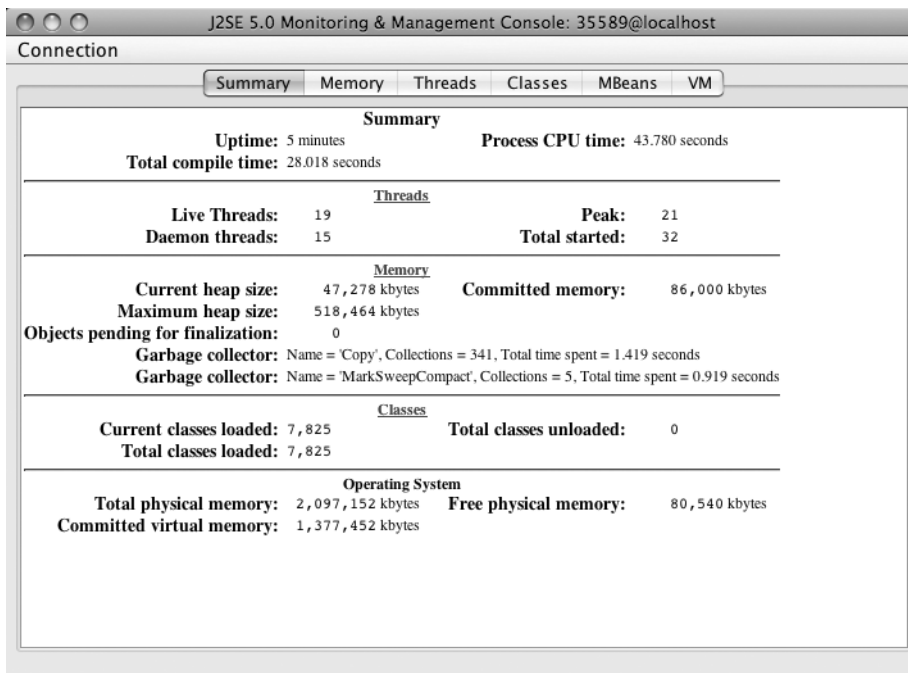 J2SE 5.0 Monitoring & Management Console: 35589@localhost
Connection
Summary Memory Threads Classes MBeans VM
Summary
Uptime: 5 minutes Process CPU time: 43.780 seconds
Total compile time: 28.018 seconds
Threads
Live Threads: 19 Peak: 21
Daemon threads: 15 Total started: 32
Memory
Current heap size: 47,278 kbytes Committed memory: 86,000 kbytes
Maximum heap size: 518,464 kbytes
Objects pending for finalization: 0
Garbage collector: Name = 'Copy', Collections = 341, Total time spent = 1.419 seconds
Garbage collector: Name = 'MarkSweepCompact', Collections = 5, Total time spent = 0.919 seconds
Classes
Current classes loaded: 7,825 Total classes unloaded: 0
Total classes loaded: 7,825
Operating System
Total physical memory: 2,097,152 kbytes Free physical memory: 80,540 kbytes
Committed virtual memory: 1,377,452 kbytes